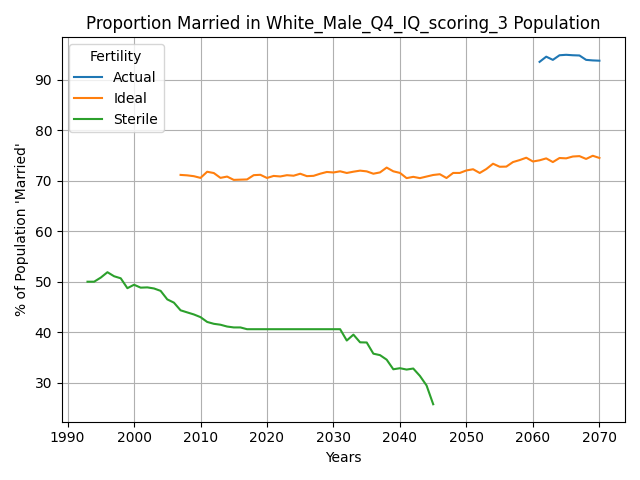 Proportion Married in White_Male_Q4_IQ_scoring_3 Population
Fertility
Actual
Ideal
Sterile
% of Population 'Married'
90
80
70
60
50
40
30
1990
2000
2010
2020
2030
2040
2050
2060
2070
Years